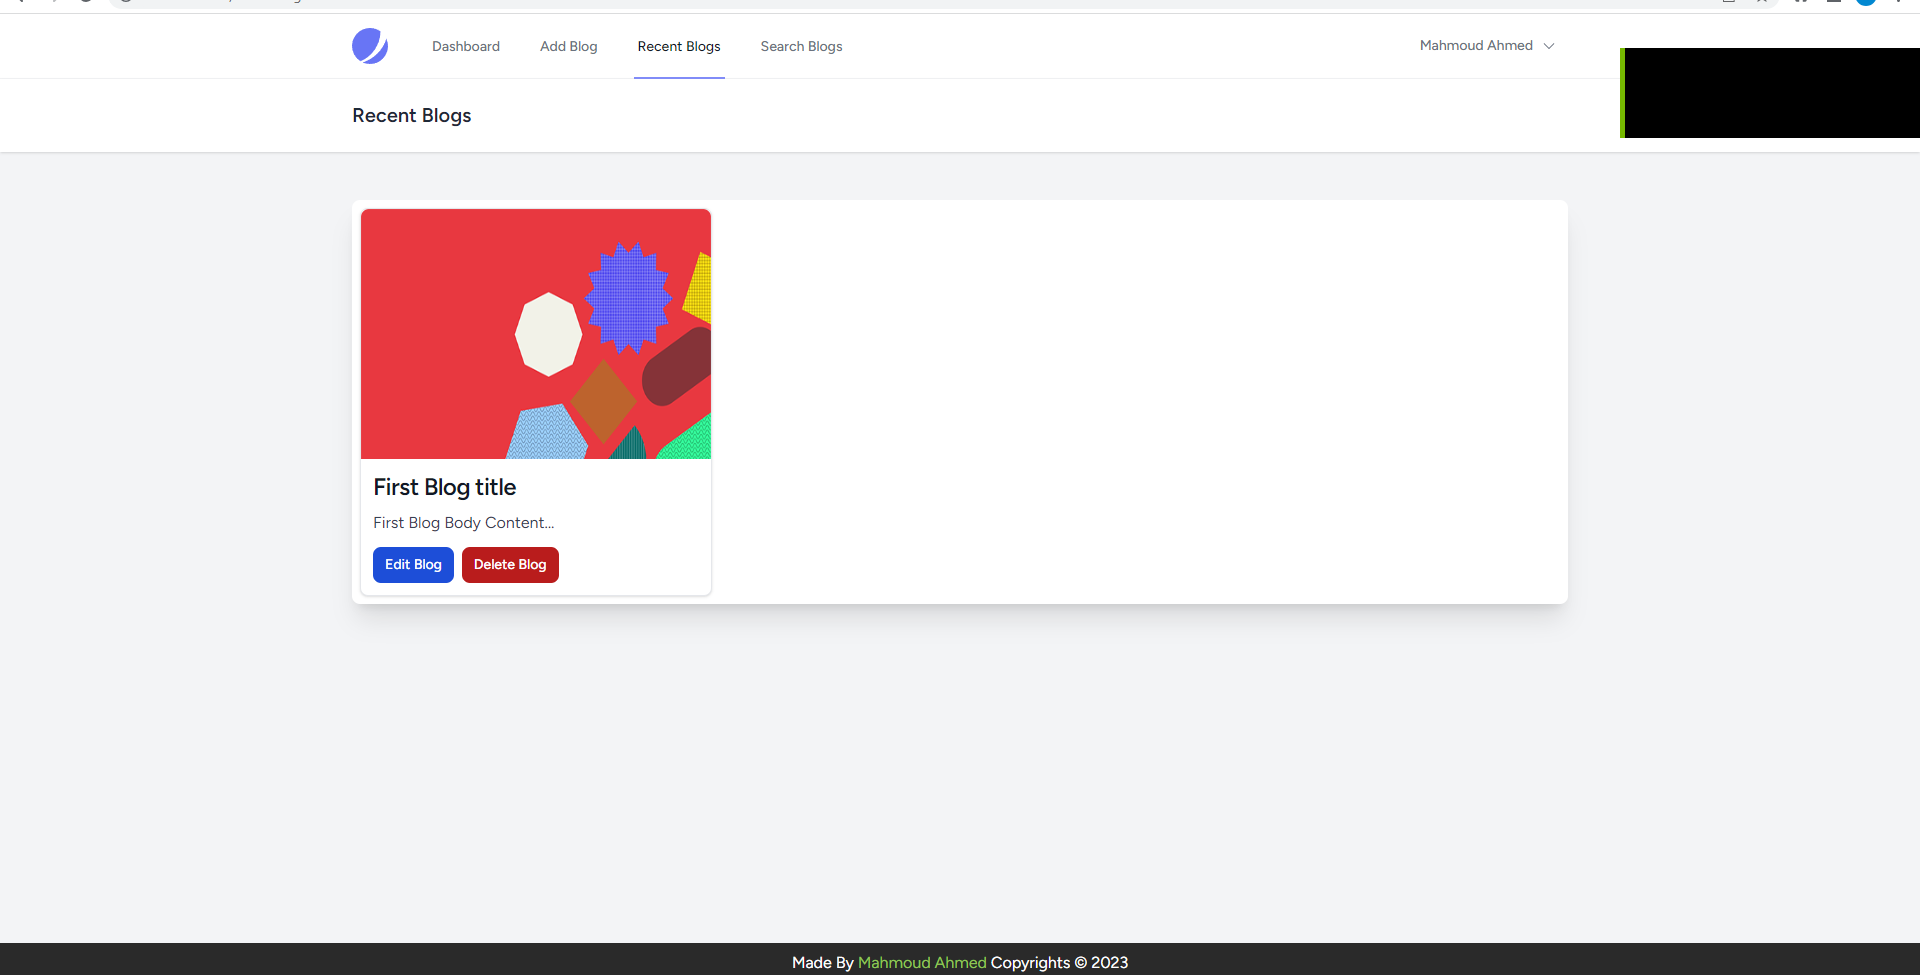 Dashboard Add Blog Recent Blogs Search Blogs Mahmoud Ahmed
Recent Blogs
First Blog title
First Blog Body Content...
Edit Blog Delete Blog
Made By Mahmoud Ahmed Copyrights © 2023